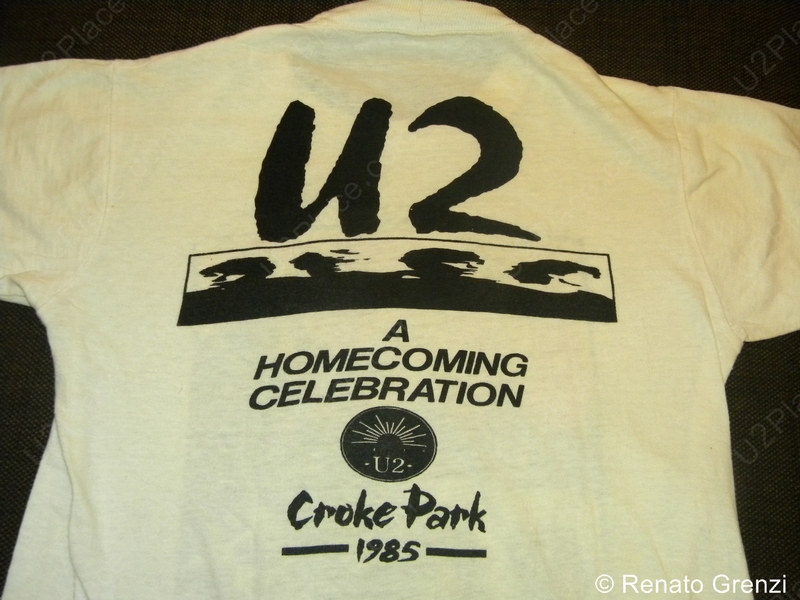 U2
A
HOMECOMING
CELEBRATION
·U2·
Croke Park
1985
© Renato Grenzi